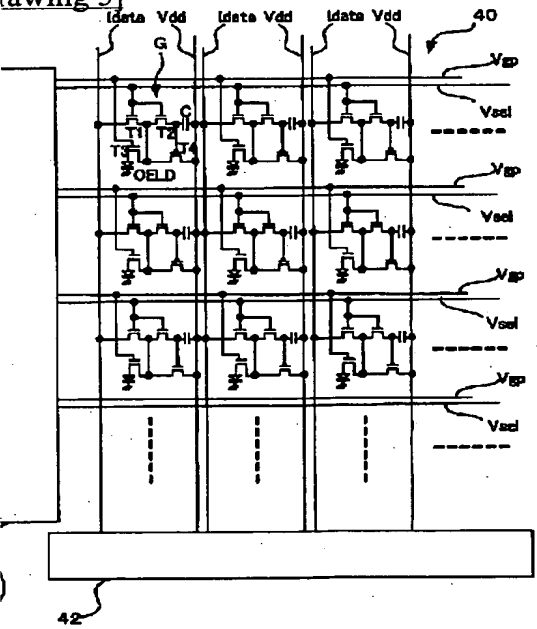 Idata Vdd Idata Vdd Idata Vdd 40
G
Vgp
C
Vsel
T1 T2
T3 T4
OELD
Vgp
Vsel
Vgp
Vsel
Vgp
Vsel
42